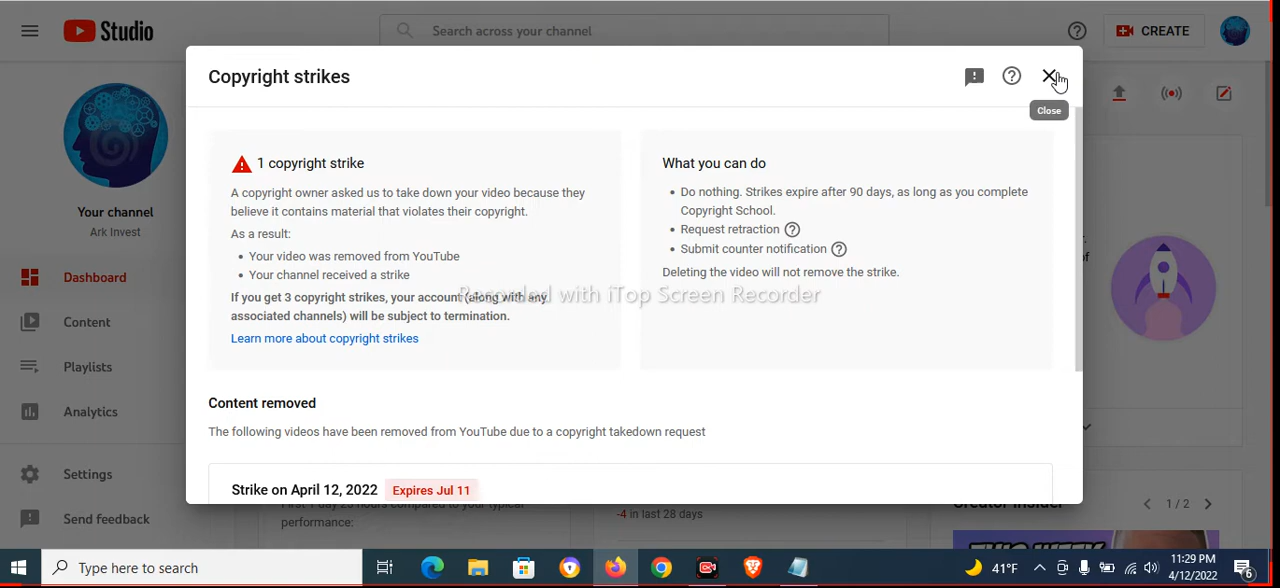 Studio
Search across your channel
CREATE
Copyright strikes
Close
1 copyright strike
A copyright owner asked us to take down your video because they
believe it contains material that violates their copyright.
As a result:
• Your video was removed from YouTube
• Your channel received a strike
If you get 3 copyright strikes, your account (along with any
associated channels) will be subject to termination.
Learn more about copyright strikes
What you can do
• Do nothing. Strikes expire after 90 days, as long as you complete
Copyright School.
• Request retraction
• Submit counter notification
Deleting the video will not remove the strike.
Recorded with iTop Screen Recorder
Content removed
The following videos have been removed from YouTube due to a copyright takedown request
Strike on April 12, 2022
Expires Jul 11
Your channel
Ark Invest
Dashboard
Content
Playlists
Analytics
Settings
Send feedback
performance:
-4 in last 28 days
1 / 2
THIS WEEK
Type here to search
41°F
11:29 PM
4/12/2022
6